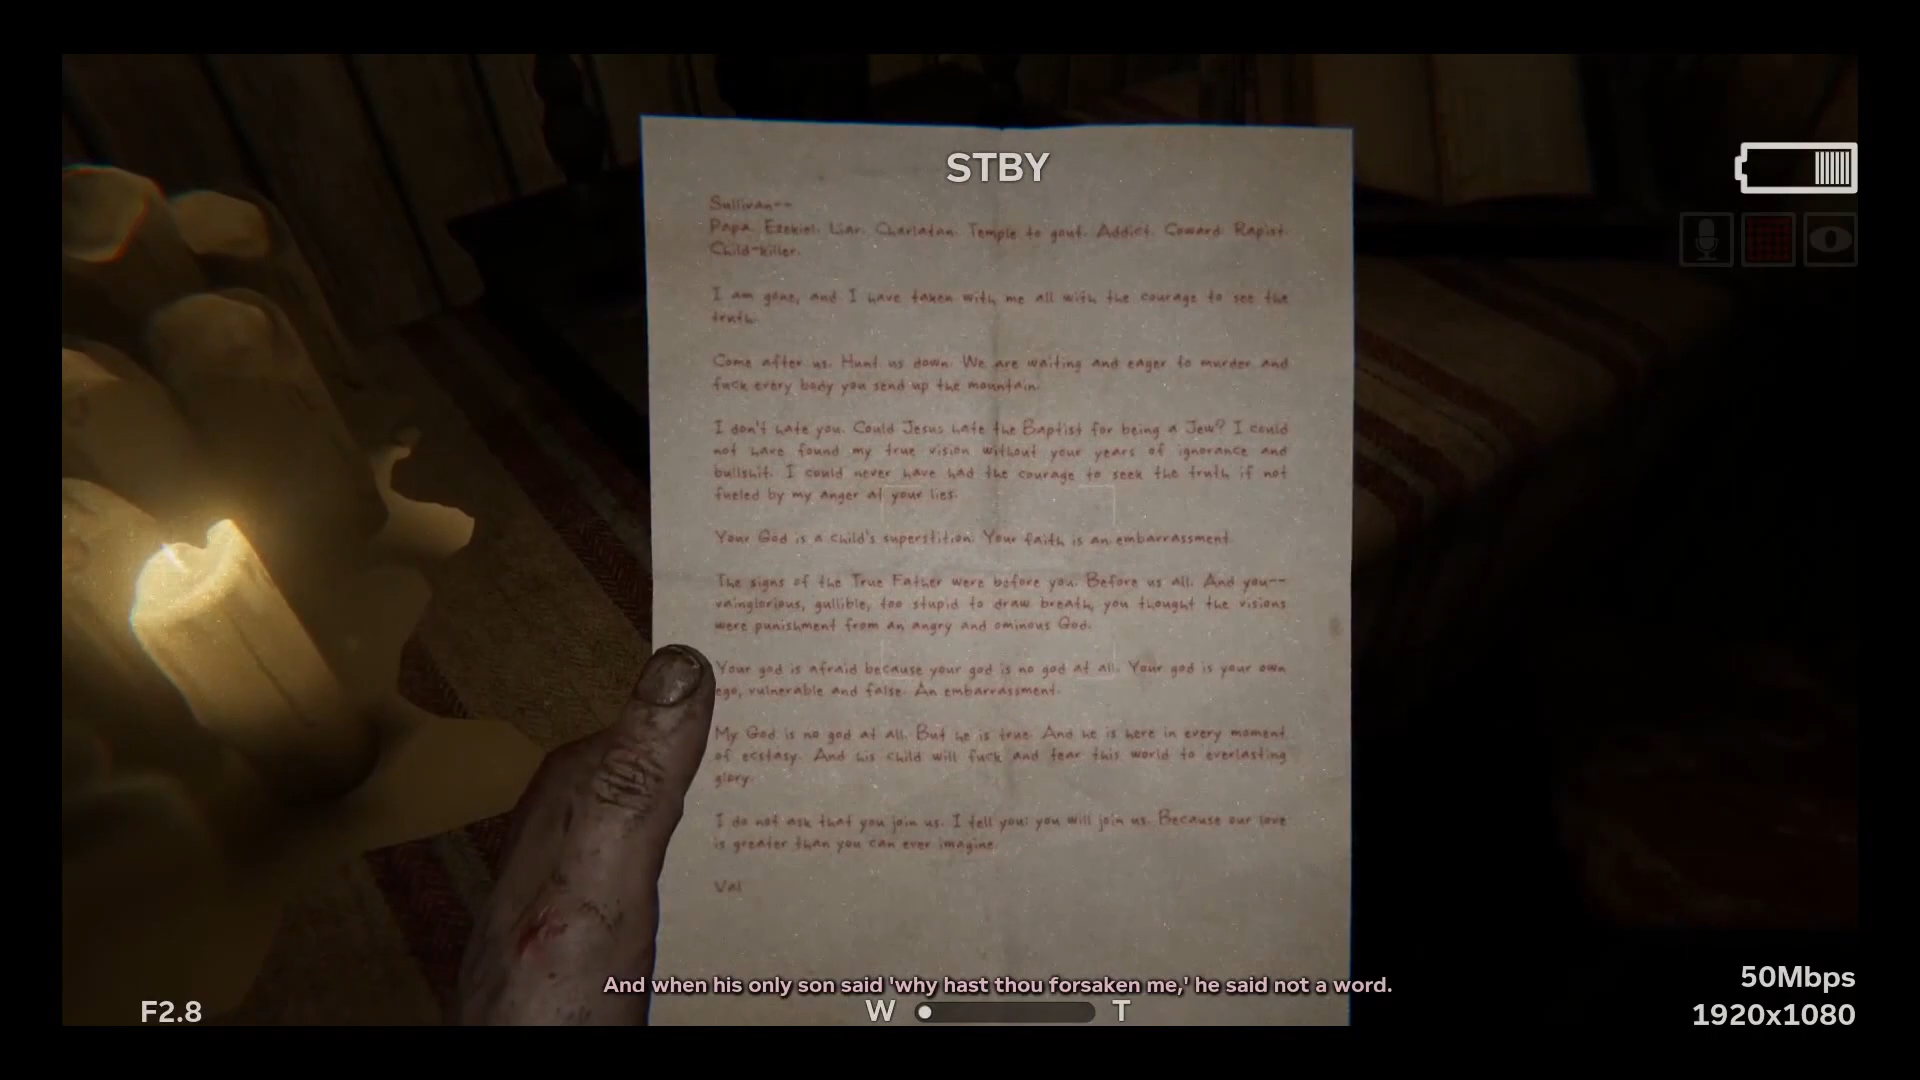 STBY
Sullivan--
Papa. Ezekiel. Liar. Charlatan. Temple to gout. Addict. Coward. Rapist.
Child-killer.
I am gone, and I have taken with me all with the courage to see the
truth.
Come after us. Hunt us down. We are waiting and eager to murder and
fuck every body you send up the mountain.
I don't hate you. Could Jesus hate the Baptist for being a Jew? I could
not have found my true vision without your years of ignorance and
bullshit. I could never have had the courage to seek the truth if not
fueled by my anger at your lies.
Your God is a child's superstition. Your faith is an embarrassment.
The signs of the True Father were before you. Before us all. And you--
vainglorious, gullible, too stupid to draw breath, you thought the visions
were punishment from an angry and ominous God.
Your god is afraid because your god is no god at all. Your god is your own
ego, vulnerable and false. An embarrassment.
My God is no god at all. But he is true. And he is here in every moment
of ecstasy. And his child will fuck and tear this world to everlasting
glory.
I do not ask that you join us. I tell you: you will join us. Because our love
is greater than you can ever imagine.
Val
And when his only son said 'why hast thou forsaken me,' he said not a word.
F2.8
W T
50Mbps
1920x1080